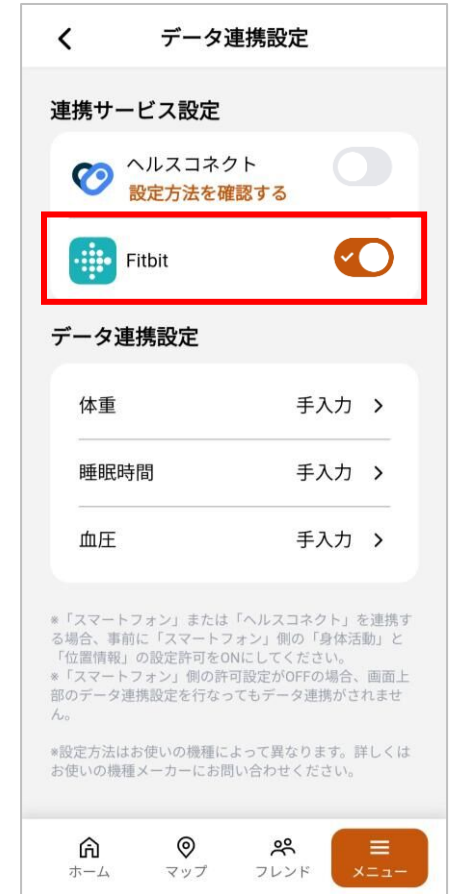 データ連携設定
連携サービス設定
ヘルスコネクト
設定方法を確認する
Fitbit
データ連携設定
体重 手入力
睡眠時間 手入力
血圧 手入力
※「スマートフォン」または「ヘルスコネクト」を連携す
る場合、事前に「スマートフォン」側の「身体活動」と
「位置情報」の設定許可をONにしてください。
※「スマートフォン」側の許可設定がOFFの場合、画面上
部のデータ連携設定を行なってもデータ連携がされませ
ん。
※設定方法はお使いの機種によって異なります。詳しくは
お使いの機種メーカーにお問い合わせください。
ホーム マップ フレンド メニュー